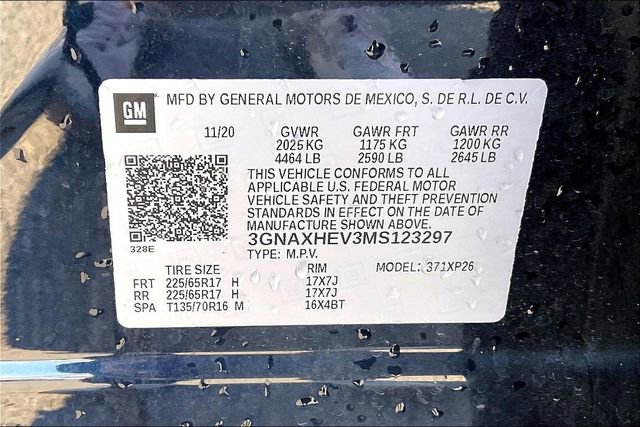 GM MFD BY GENERAL MOTORS DE MEXICO, S. DE R.L. DE C.V.
11/20 GVWR GAWR FRT GAWR RR
2025 KG 1175 KG 1200 KG
4464 LB 2590 LB 2645 LB
THIS VEHICLE CONFORMS TO ALL
APPLICABLE U.S. FEDERAL MOTOR
VEHICLE SAFETY AND THEFT PREVENTION
STANDARDS IN EFFECT ON THE DATE OF
MANUFACTURE SHOWN ABOVE.
3GNAXHEV3MS123297
328E
TYPE: M.P.V.
TIRE SIZE RIM MODEL: 371XP26
FRT 225/65R17 H 17X7J
RR 225/65R17 H 17X7J
SPA T135/70R16 M 16X4BT